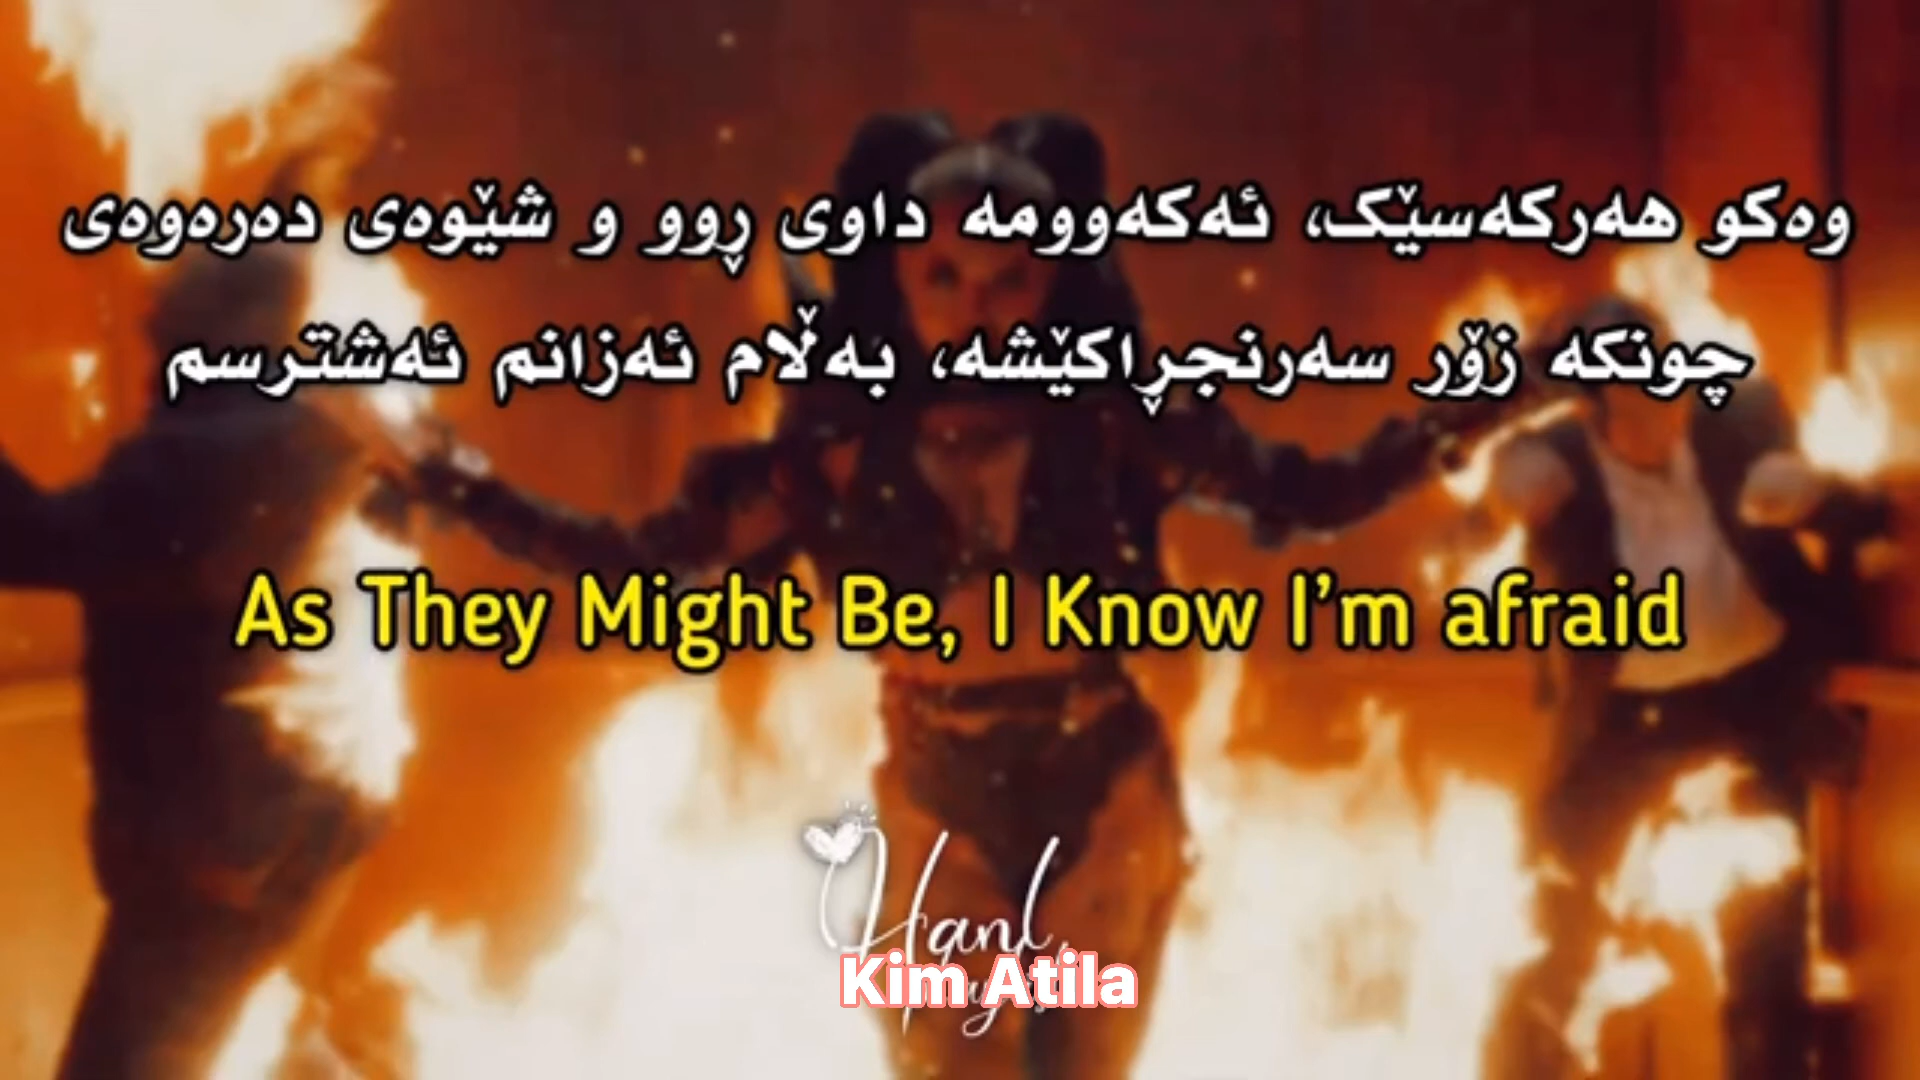 وەکو هەرکەسێک، ئەکەوومە داوی ڕوو و شێوەی دەرەوەی
چونکە زۆر سەرنجڕاکێشە، بەڵام ئەزانم ئەشترسم
As They Might Be, I Know I’m afraid
Hanl
Kim Atila